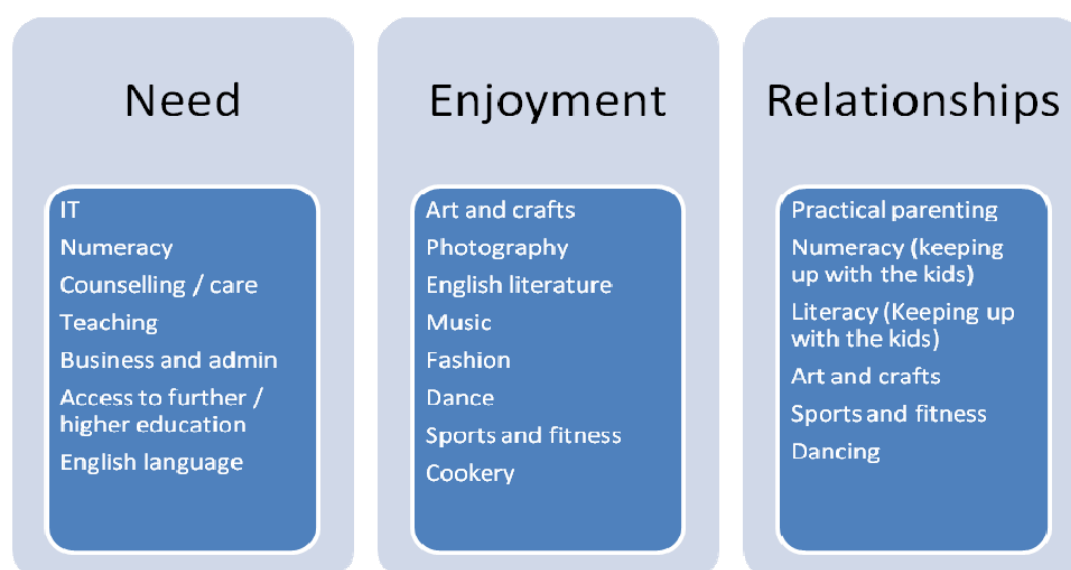 Need
IT
Numeracy
Counselling / care
Teaching
Business and admin
Access to further /
higher education
English language
Enjoyment
Art and crafts
Photography
English literature
Music
Fashion
Dance
Sports and fitness
Cookery
Relationships
Practical parenting
Numeracy (keeping
up with the kids)
Literacy (Keeping up
with the kids)
Art and crafts
Sports and fitness
Dancing